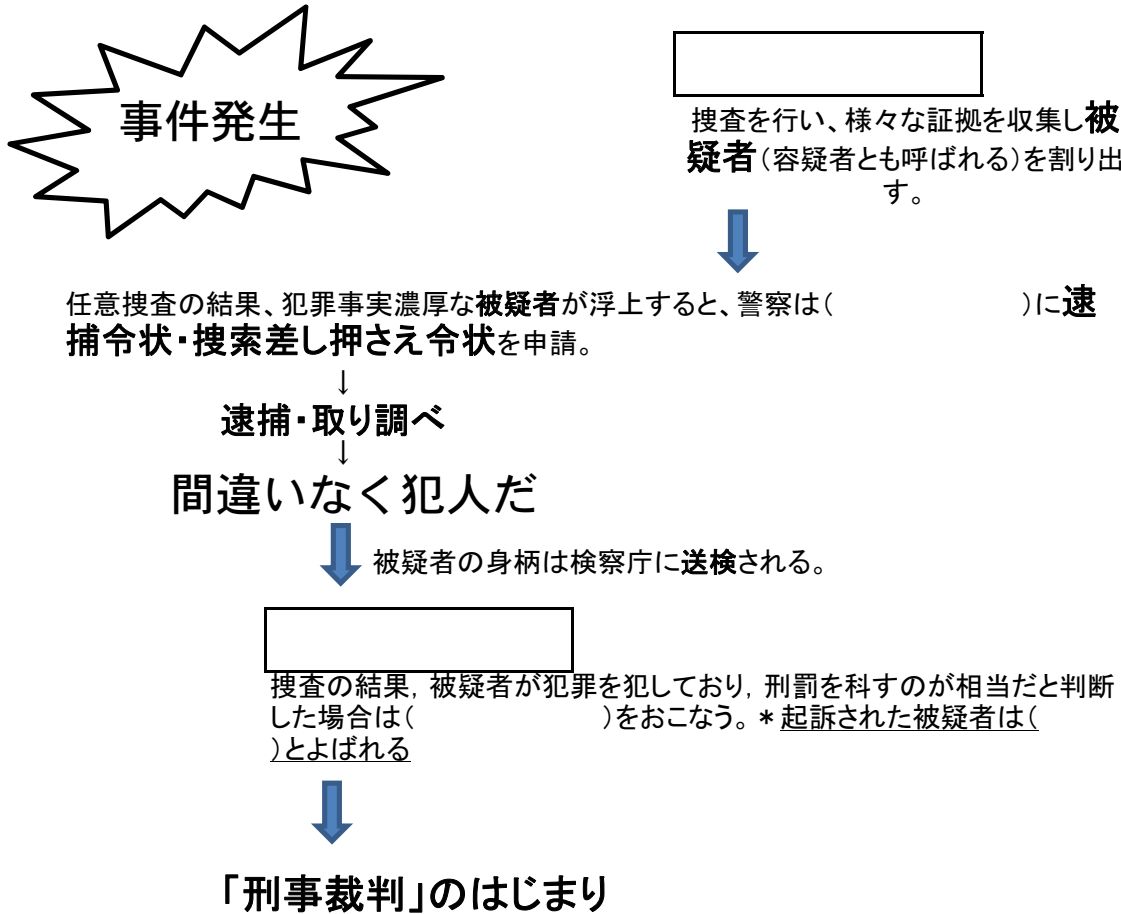 事件発生
捜査を行い、様々な証拠を収集し被
疑者(容疑者とも呼ばれる)を割り出
す。
任意捜査の結果、犯罪事実濃厚な被疑者が浮上すると、警察は(　　　　　　　)に逮
捕令状・捜索差し押さえ令状を申請。
↓
逮捕・取り調べ
↓
間違いなく犯人だ
被疑者の身柄は検察庁に送検される。
捜査の結果，被疑者が犯罪を犯しており，刑罰を科すのが相当だと判断
した場合は(　　　　　　　)をおこなう。＊起訴された被疑者は(
)とよばれる
「刑事裁判」のはじまり